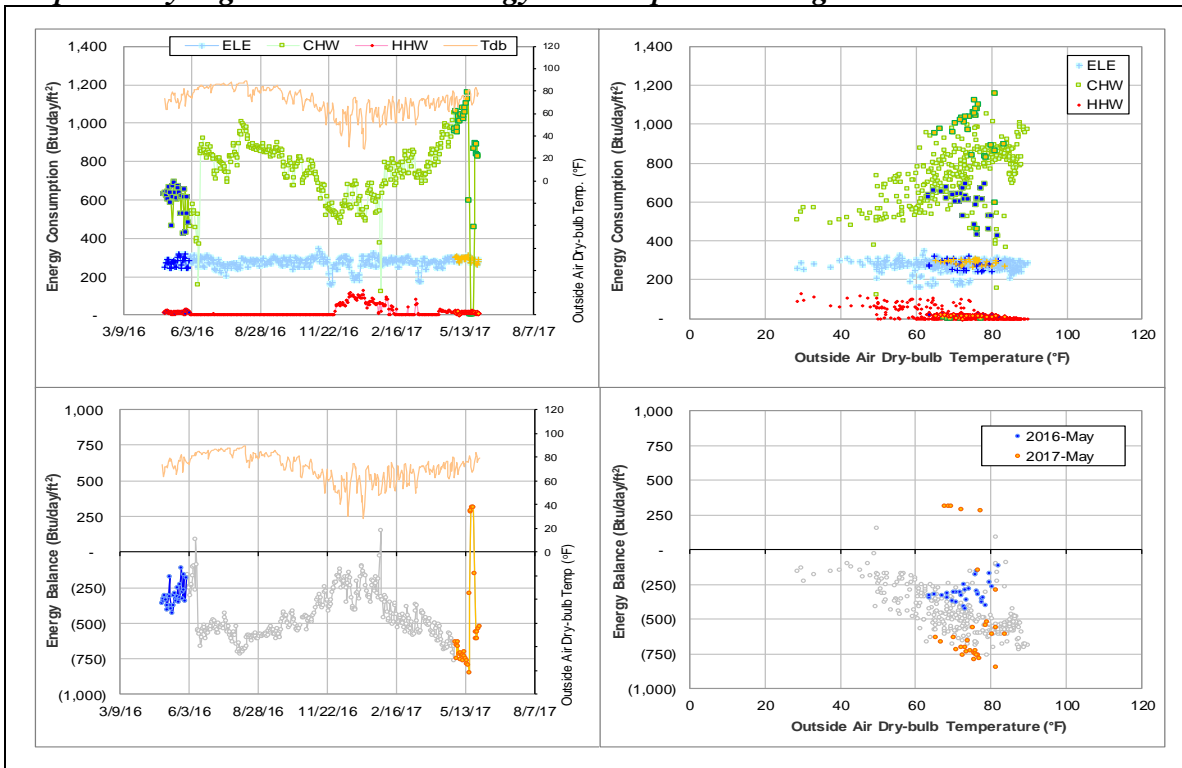 ELE CHW HHW Tdb
1,400
1,200
1,000
800
600
400
200
-
Energy Consumption (Btu/day/ft²)
120
100
80
60
40
20
0
Outside Air Dry-bulb Temp. (°F)
3/9/16 6/3/16 8/28/16 11/22/16 2/16/17 5/13/17 8/7/17
1,400
1,200
1,000
800
600
400
200
-
Energy Consumption (Btu/day/ft²)
ELE
CHW
HHW
0 20 40 60 80 100 120
Outside Air Dry-bulb Temperature (°F)
1,000
750
500
250
-
(250)
(500)
(750)
(1,000)
Energy Balance (Btu/day/ft²)
120
100
80
60
40
20
0
Outside Air Dry-bulb Temp (°F)
3/9/16 6/3/16 8/28/16 11/22/16 2/16/17 5/13/17 8/7/17
1,000
750
500
250
-
(250)
(500)
(750)
(1,000)
Energy Balance (Btu/day/ft²)
2016-May
2017-May
0 20 40 60 80 100 120
Outside Air Dry-bulb Temperature (°F)